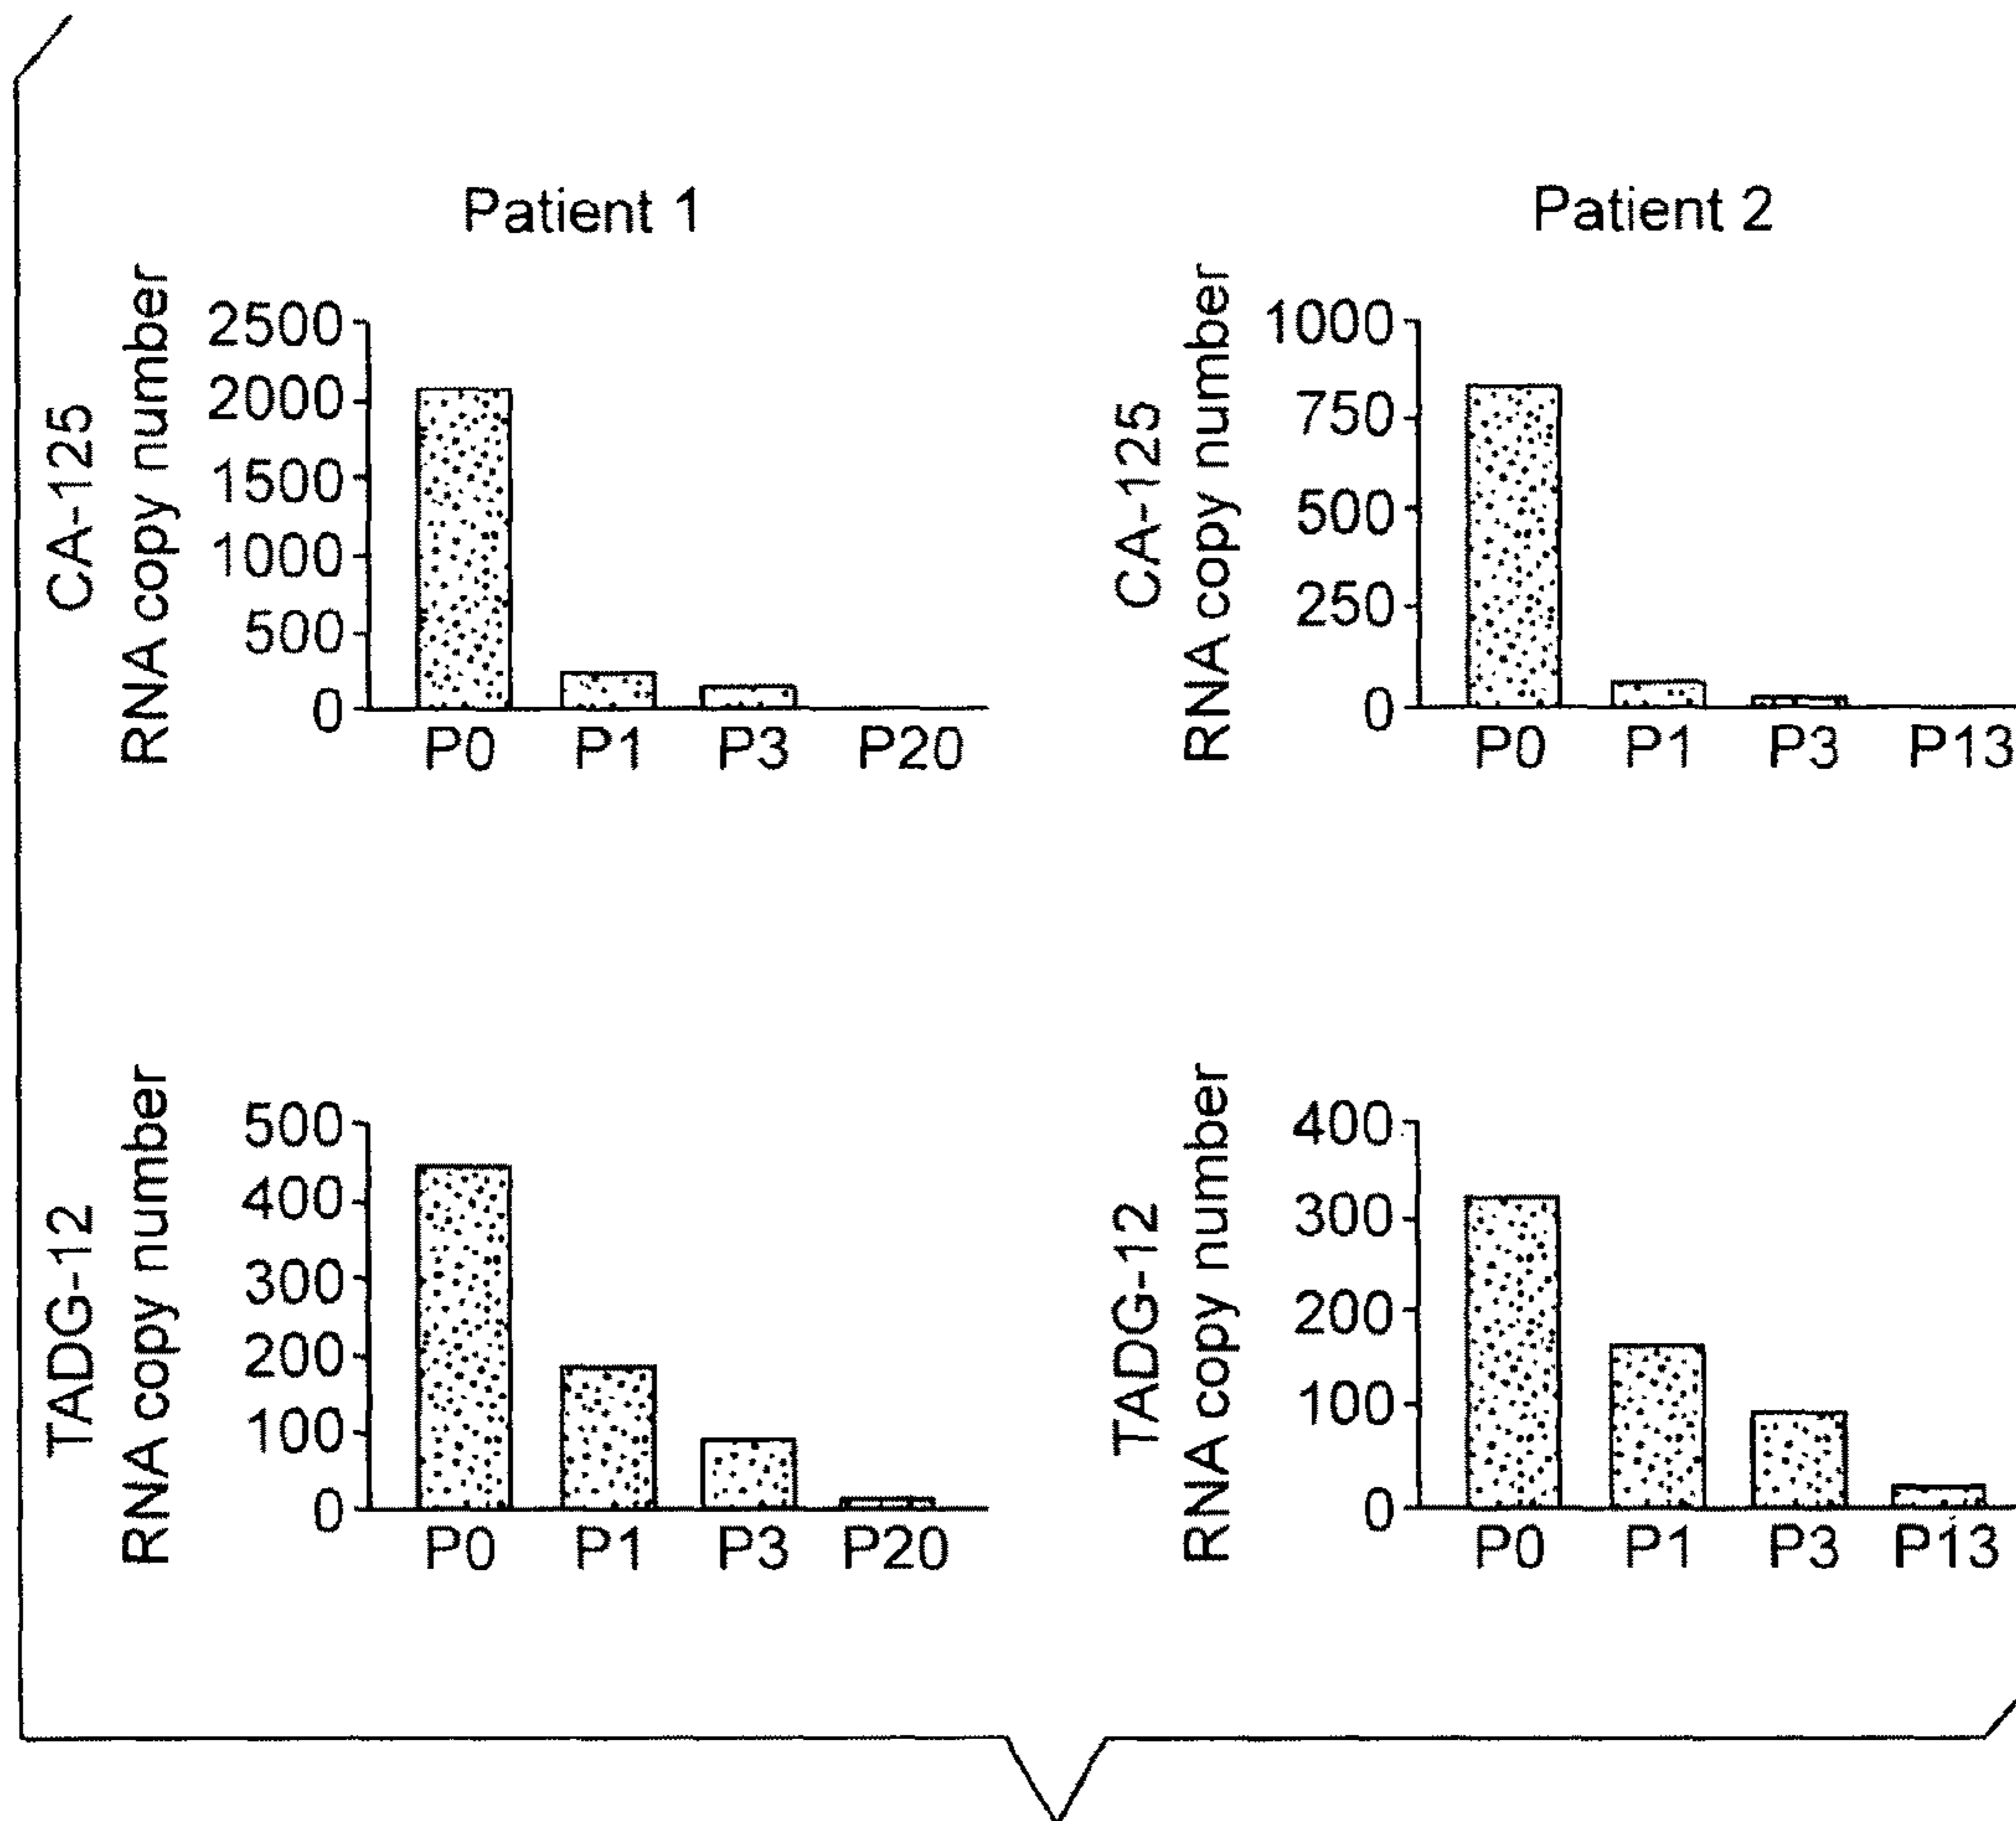 Patient 1
Patient 2
CA-125
RNA copy number
2500
2000
1500
1000
500
0
P0 P1 P3 P20
CA-125
RNA copy number
1000
750
500
250
0
P0 P1 P3 P13
TADG-12
RNA copy number
500
400
300
200
100
0
P0 P1 P3 P20
TADG-12
RNA copy number
400
300
200
100
0
P0 P1 P3 P13